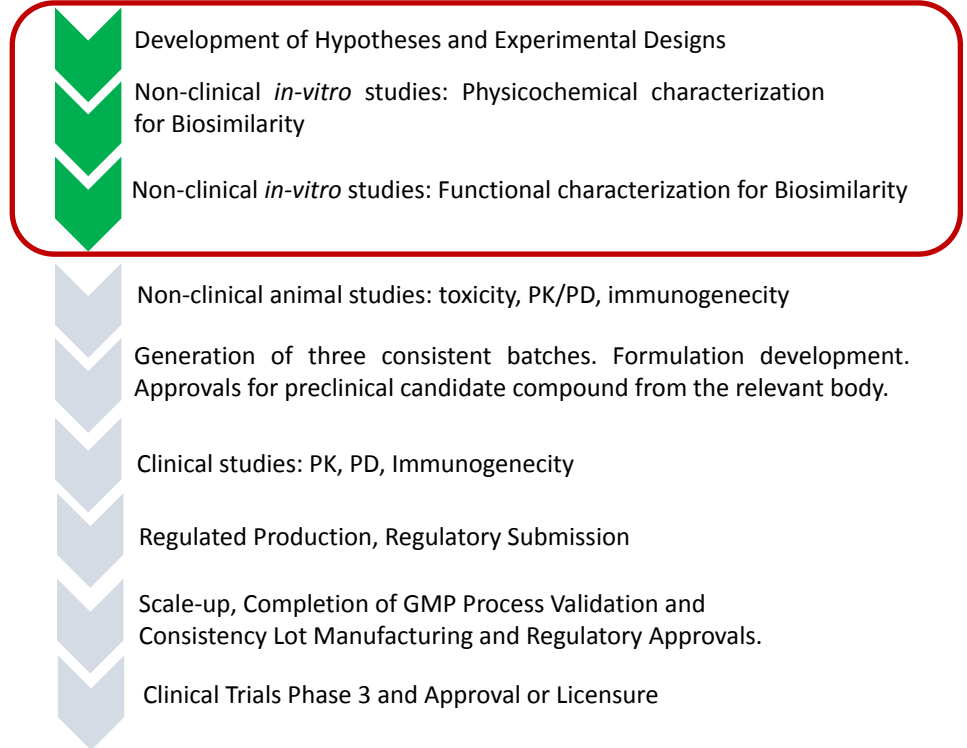 Development of Hypotheses and Experimental Designs
Non-clinical in-vitro studies: Physicochemical characterization
for Biosimilarity
Non-clinical in-vitro studies: Functional characterization for Biosimilarity
Non-clinical animal studies: toxicity, PK/PD, immunogenecity
Generation of three consistent batches. Formulation development.
Approvals for preclinical candidate compound from the relevant body.
Clinical studies: PK, PD, Immunogenecity
Regulated Production, Regulatory Submission
Scale-up, Completion of GMP Process Validation and
Consistency Lot Manufacturing and Regulatory Approvals.
Clinical Trials Phase 3 and Approval or Licensure